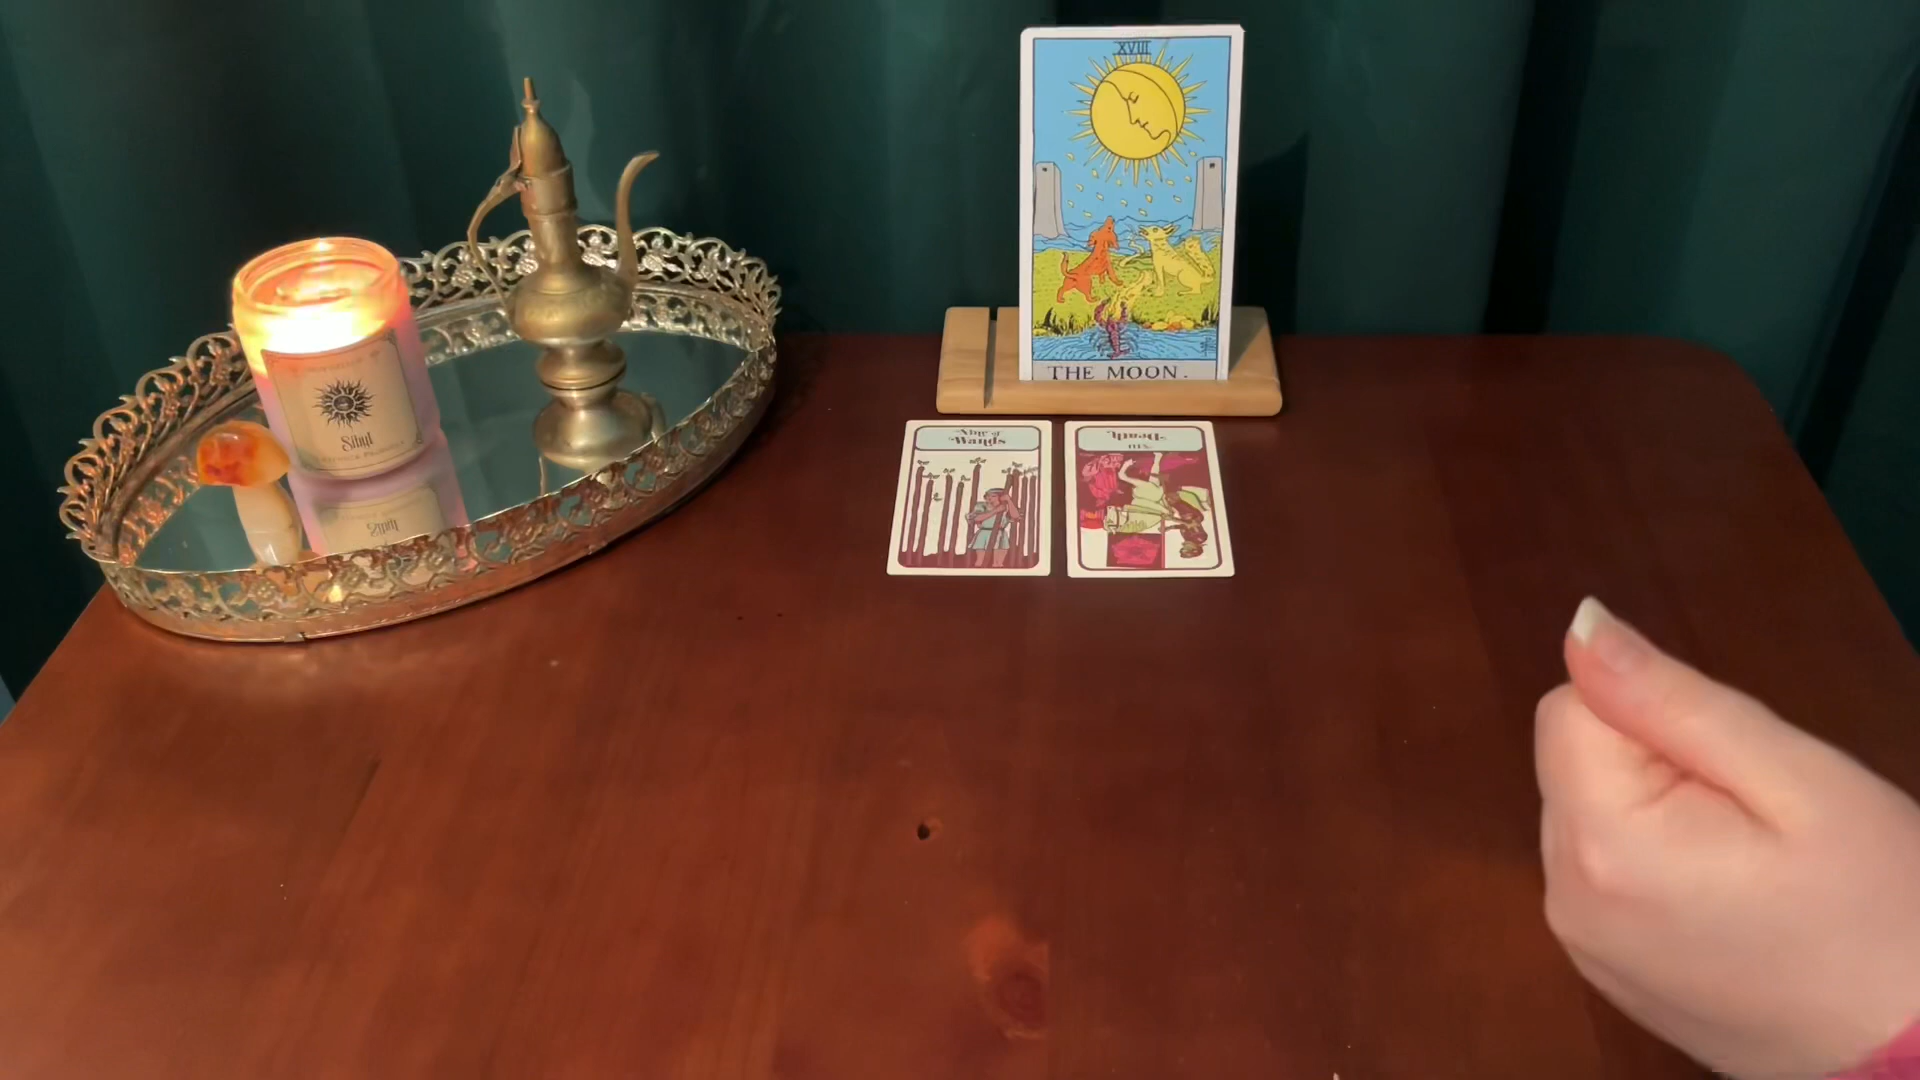 XVIII
THE MOON.
Nine of
Wands
Death
XIII
Sibyl